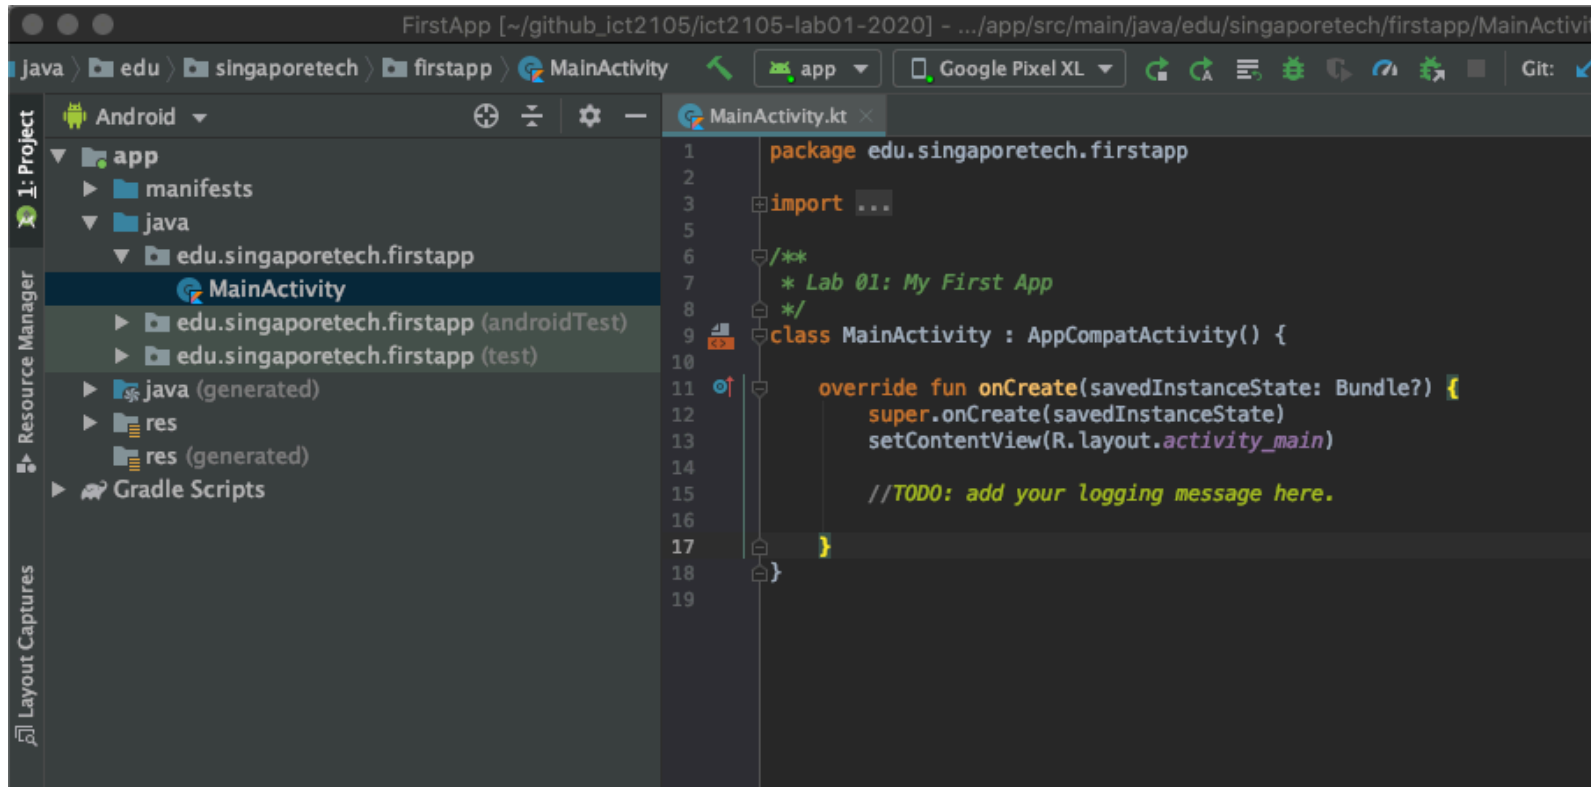 FirstApp [~/github_ict2105/ict2105-lab01-2020] - .../app/src/main/java/edu/singaporetech/firstapp/MainActivi
java edu singaporetech firstapp MainActivity app Google Pixel XL Git:
1: Project
Resource Manager
Layout Captures
Android
app
manifests
java
edu.singaporetech.firstapp
MainActivity
edu.singaporetech.firstapp (androidTest)
edu.singaporetech.firstapp (test)
java (generated)
res
res (generated)
Gradle Scripts
MainActivity.kt
1 package edu.singaporetech.firstapp
2
3 import ...
5
6 /**
7 * Lab 01: My First App
8 */
9 class MainActivity : AppCompatActivity() {
10
11 override fun onCreate(savedInstanceState: Bundle?) {
12 super.onCreate(savedInstanceState)
13 setContentView(R.layout.activity_main)
14
15 //TODO: add your logging message here.
16
17 }
18 }
19